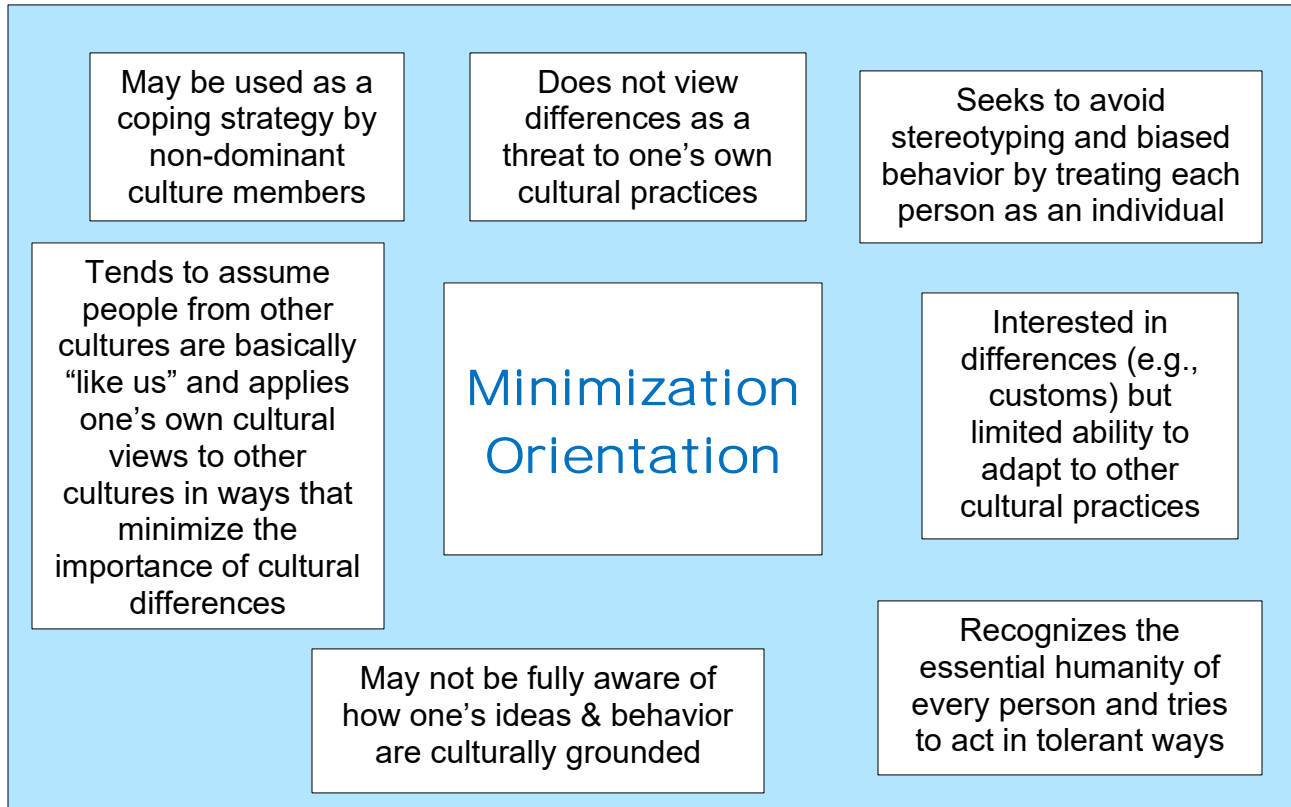 May be used as a
coping strategy by
non-dominant
culture members
Does not view
differences as a
threat to one’s own
cultural practices
Seeks to avoid
stereotyping and biased
behavior by treating each
person as an individual
Tends to assume
people from other
cultures are basically
“like us” and applies
one’s own cultural
views to other
cultures in ways that
minimize the
importance of cultural
differences
Minimization
Orientation
Interested in
differences (e.g.,
customs) but
limited ability to
adapt to other
cultural practices
May not be fully aware of
how one’s ideas & behavior
are culturally grounded
Recognizes the
essential humanity of
every person and tries
to act in tolerant ways